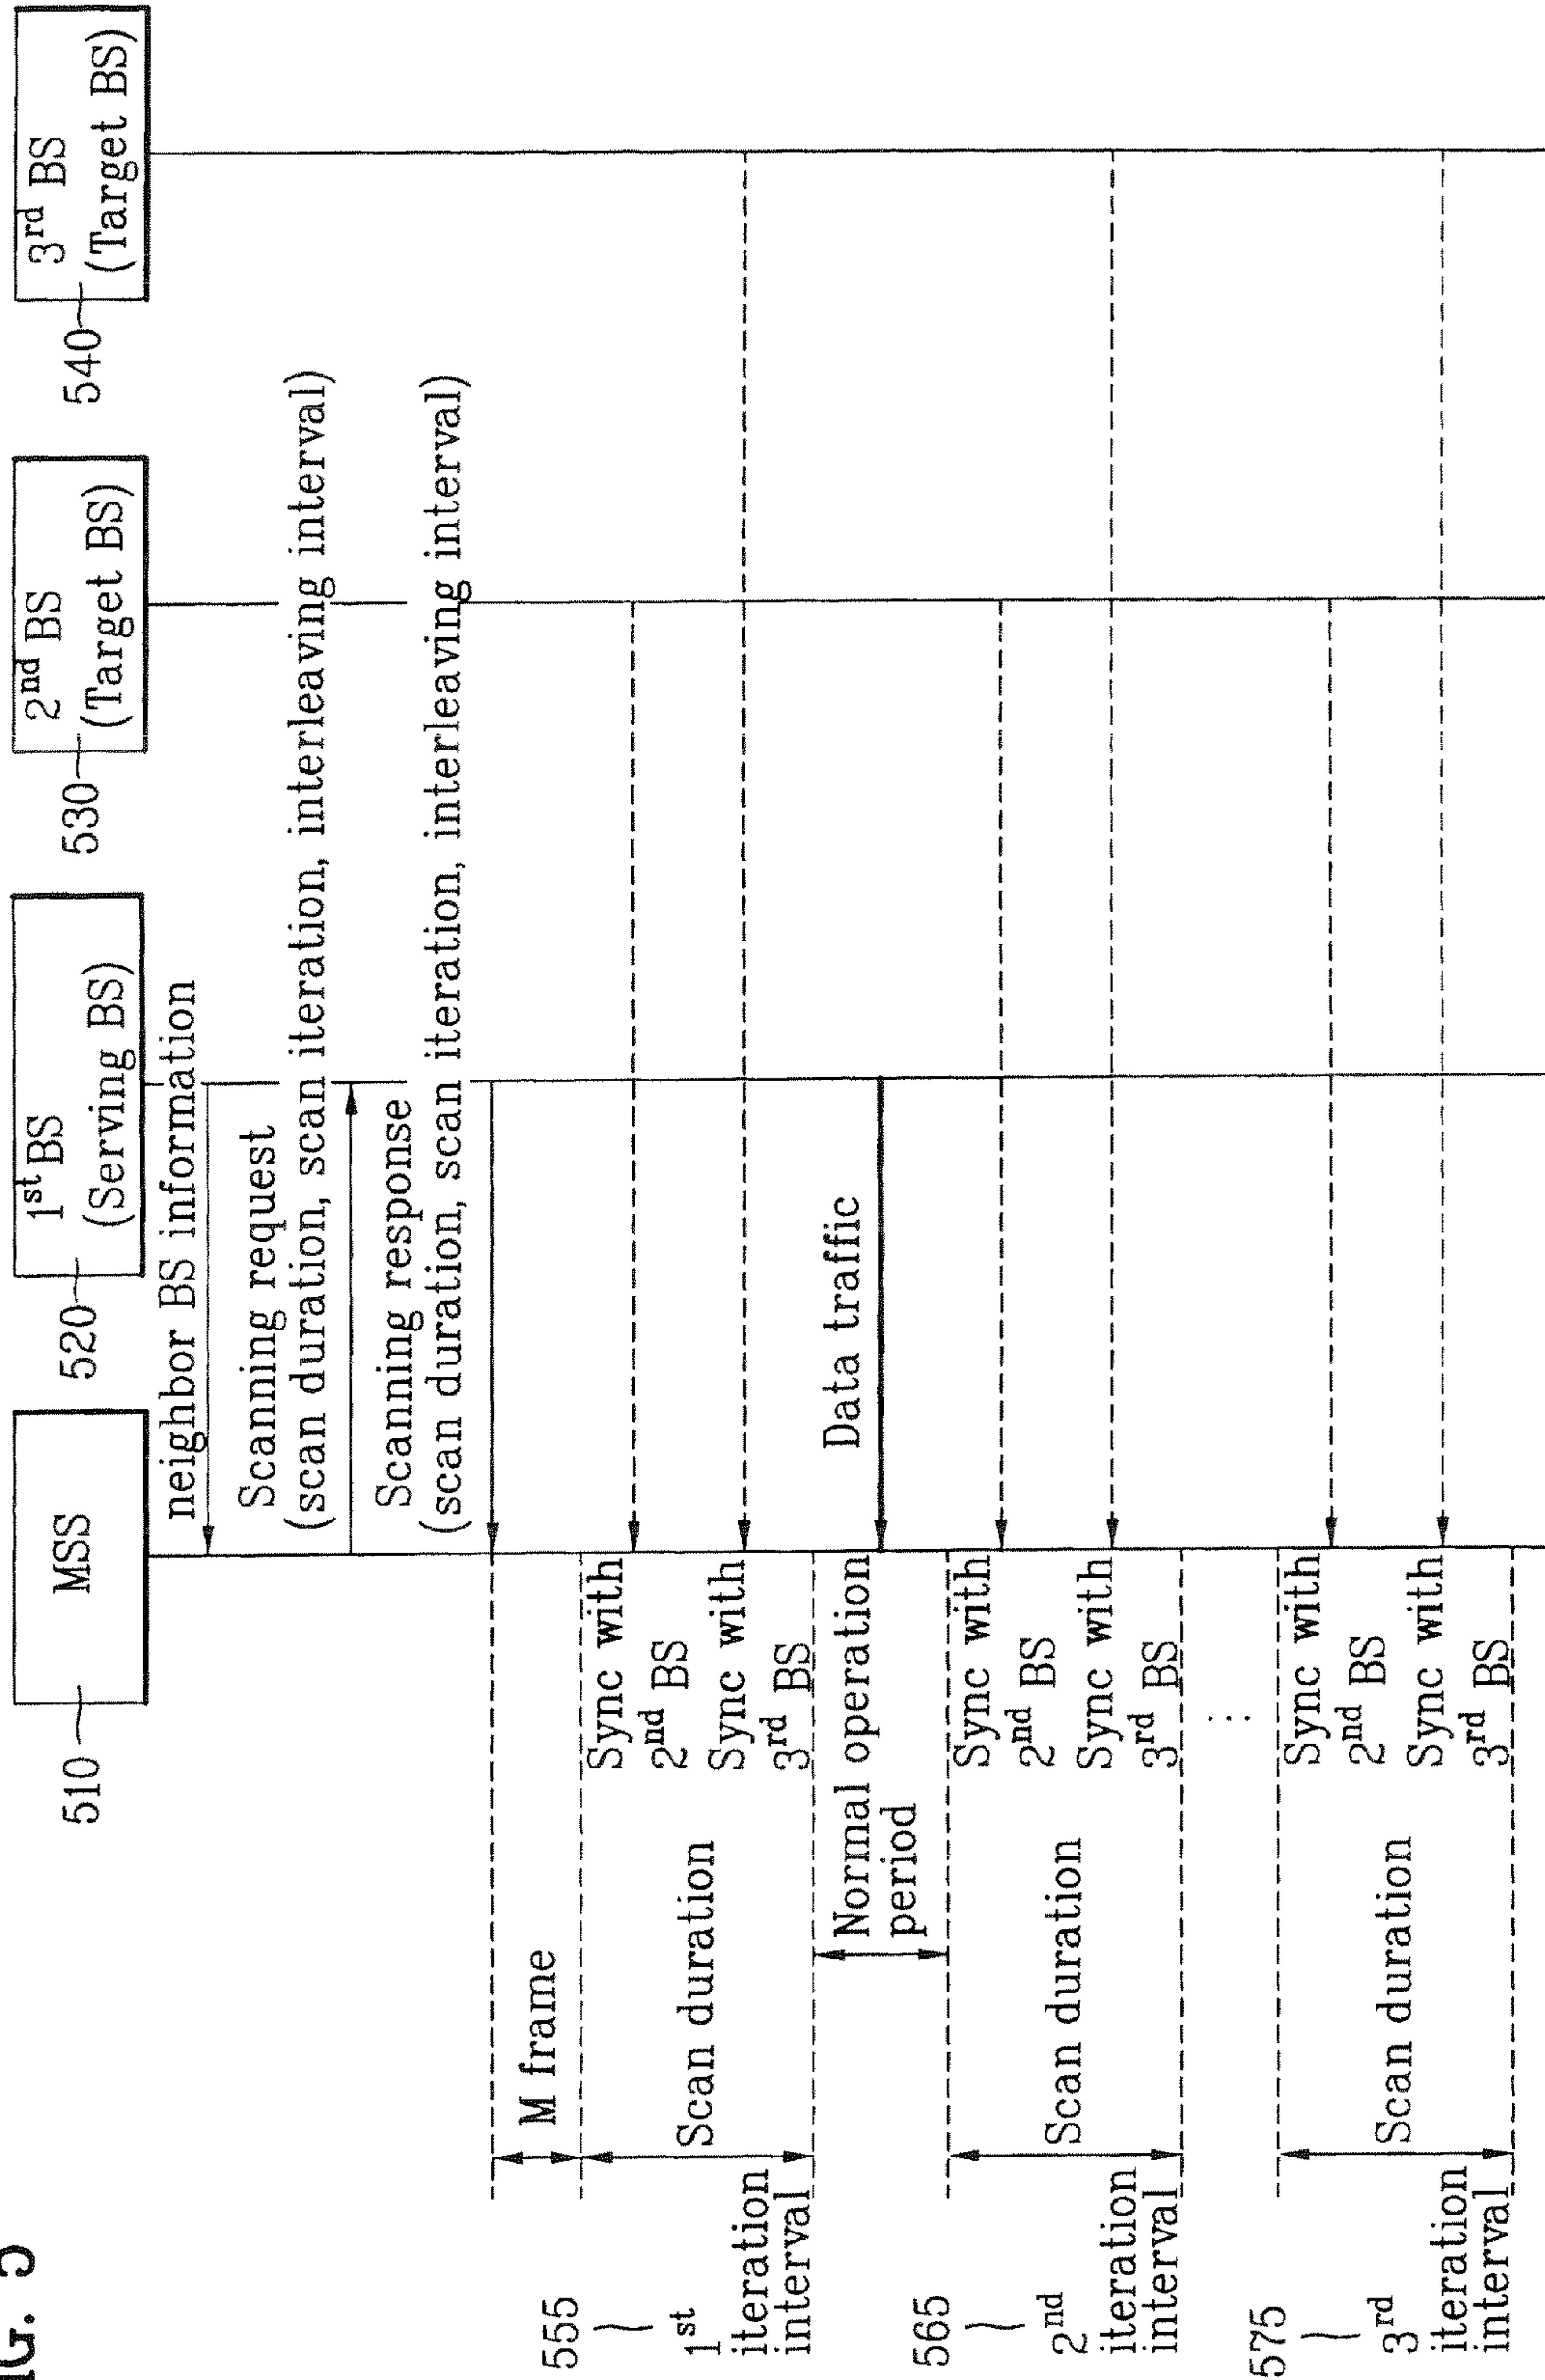 IG. 5
MSS
510
1st BS
(Serving BS)
520
2nd BS
(Target BS)
530
3rd BS
(Target BS)
540
neighbor BS information
Scanning request
(scan duration, scan iteration, interleaving interval)
Scanning response
(scan duration, scan iteration, interleaving interval)
M frame
555
1st
iteration
interval
Scan duration
Sync with
2nd BS
Sync with
3rd BS
Normal operation
period
Data traffic
565
2nd
iteration
interval
Scan duration
Sync with
2nd BS
Sync with
3rd BS
...
575
3rd
iteration
interval
Scan duration
Sync with
2nd BS
Sync with
3rd BS